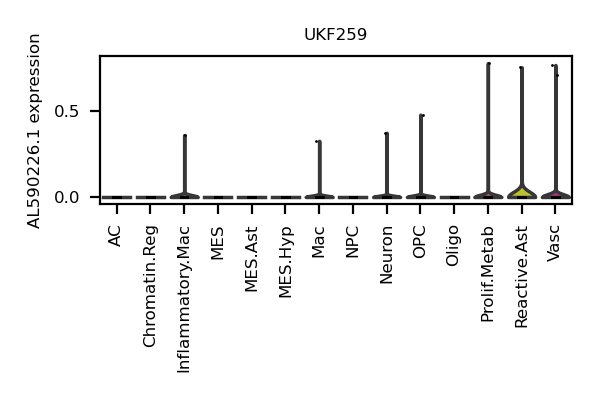 UKF259
AL590226.1 expression
0.5
0.0
AC
Chromatin.Reg
Inflammatory.Mac
MES
MES.Ast
MES.Hyp
Mac
NPC
Neuron
OPC
Oligo
Prolif.Metab
Reactive.Ast
Vasc